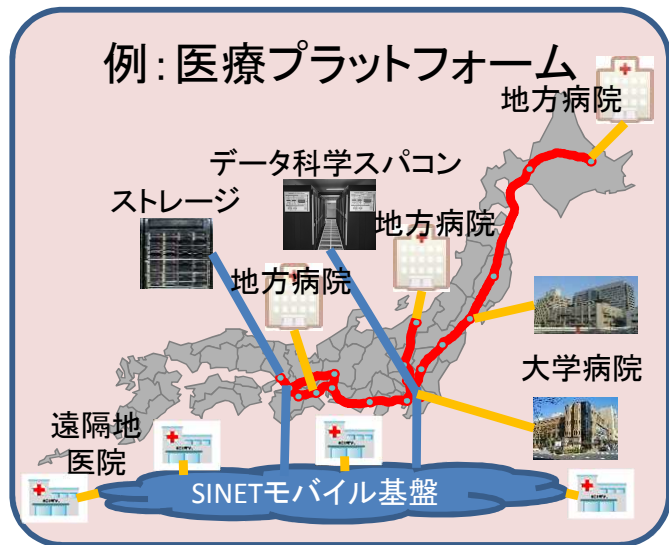 例:医療プラットフォーム
地方病院
データ科学スパコン
ストレージ
地方病院
地方病院
大学病院
遠隔地
医院
SINETモバイル基盤